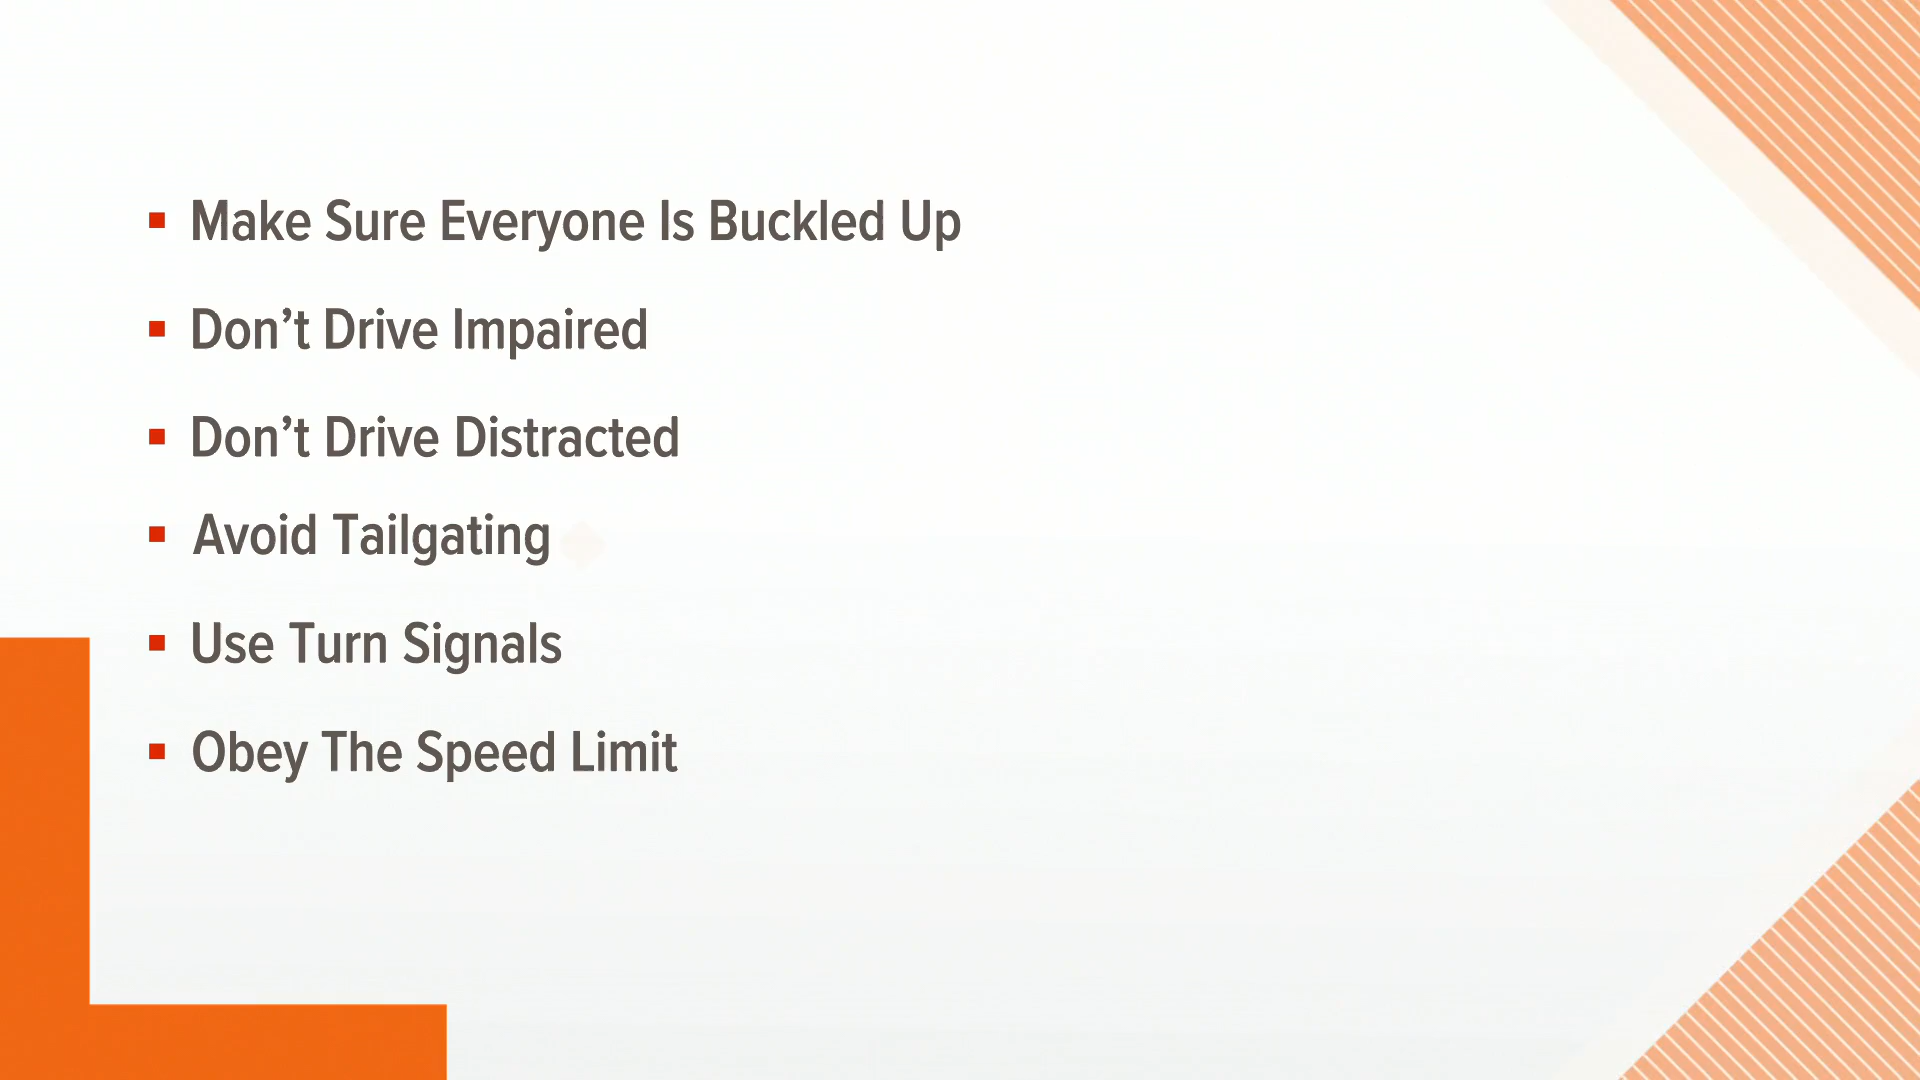 ▪ Make Sure Everyone Is Buckled Up
▪ Don’t Drive Impaired
▪ Don’t Drive Distracted
▪ Avoid Tailgating
▪ Use Turn Signals
▪ Obey The Speed Limit